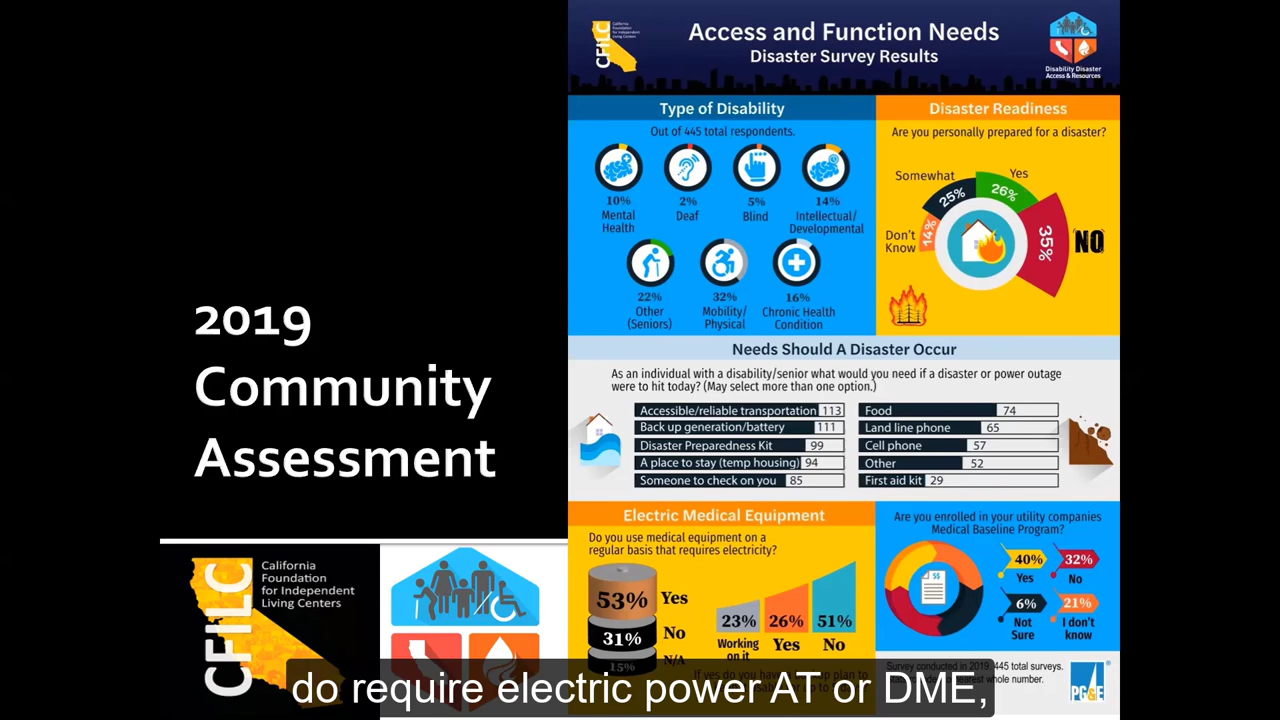 2019
Community
Assessment
CFILC
California
Foundation
for Independent
Living Centers
CFILC
California
Foundation
for Independent
Living Centers
Access and Function Needs
Disaster Survey Results
Disability Disaster
Access & Resources
Type of Disability
Out of 445 total respondents.
10%
Mental
Health
2%
Deaf
5%
Blind
14%
Intellectual/
Developmental
22%
Other
(Seniors)
32%
Mobility/
Physical
16%
Chronic Health
Condition
Disaster Readiness
Are you personally prepared for a disaster?
Somewhat
25%
Yes
26%
Don't
Know
14%
35%
NO
Needs Should A Disaster Occur
As an individual with a disability/senior what would you need if a disaster or power outage
were to hit today? (May select more than one option.)
Accessible/reliable transportation 113
Back up generation/battery 111
Disaster Preparedness Kit 99
A place to stay (temp housing) 94
Someone to check on you 85
Food 74
Land line phone 65
Cell phone 57
Other 52
First aid kit 29
Electric Medical Equipment
Do you use medical equipment on a
regular basis that requires electricity?
53% Yes
31% No
15% N/A
23%
Working
on it
26%
Yes
51%
No
Are you enrolled in your utility companies
Medical Baseline Program?
$$
40%
Yes
32%
No
6%
Not
Sure
21%
I don't
know
Survey conducted in 2019. 445 total surveys.
nearest whole number.
PG&E
do require electric power AT or DME,